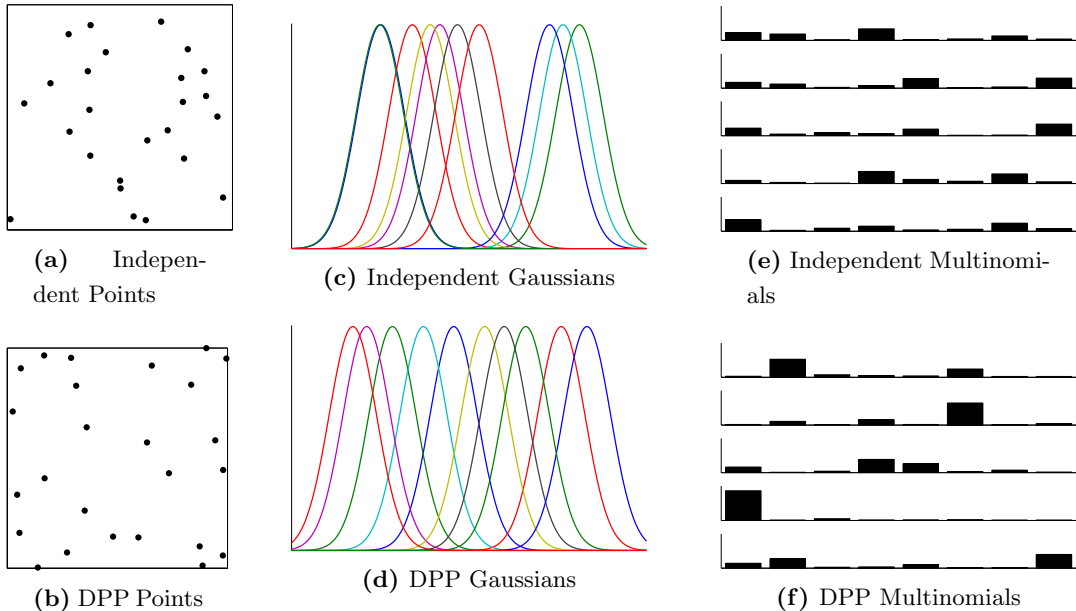 (a) Indepen-
dent Points
(c) Independent Gaussians
(e) Independent Multinomi-
als
(b) DPP Points
(d) DPP Gaussians
(f) DPP Multinomials